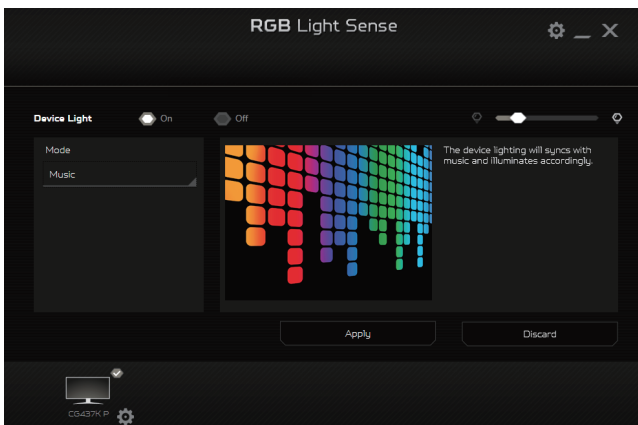 RGB Light Sense
Device Light
On
Off
Mode
Music
The device lighting will syncs with
music and illuminates accordingly.
Apply
Discard
CG437K P